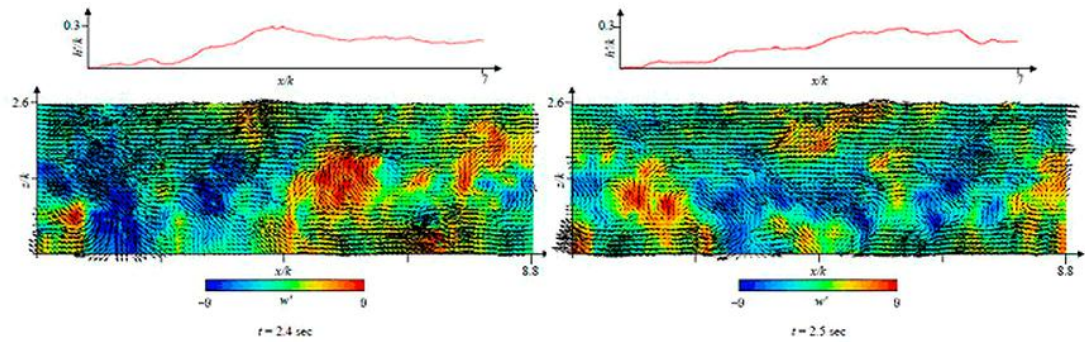 0.3
h'/k
x/k
7
2.6
z/k
x/k
8.8
-9
w'
9
t = 2.4 sec
0.3
h'/k
x/k
7
2.6
z/k
x/k
8.8
-9
w'
9
t = 2.5 sec